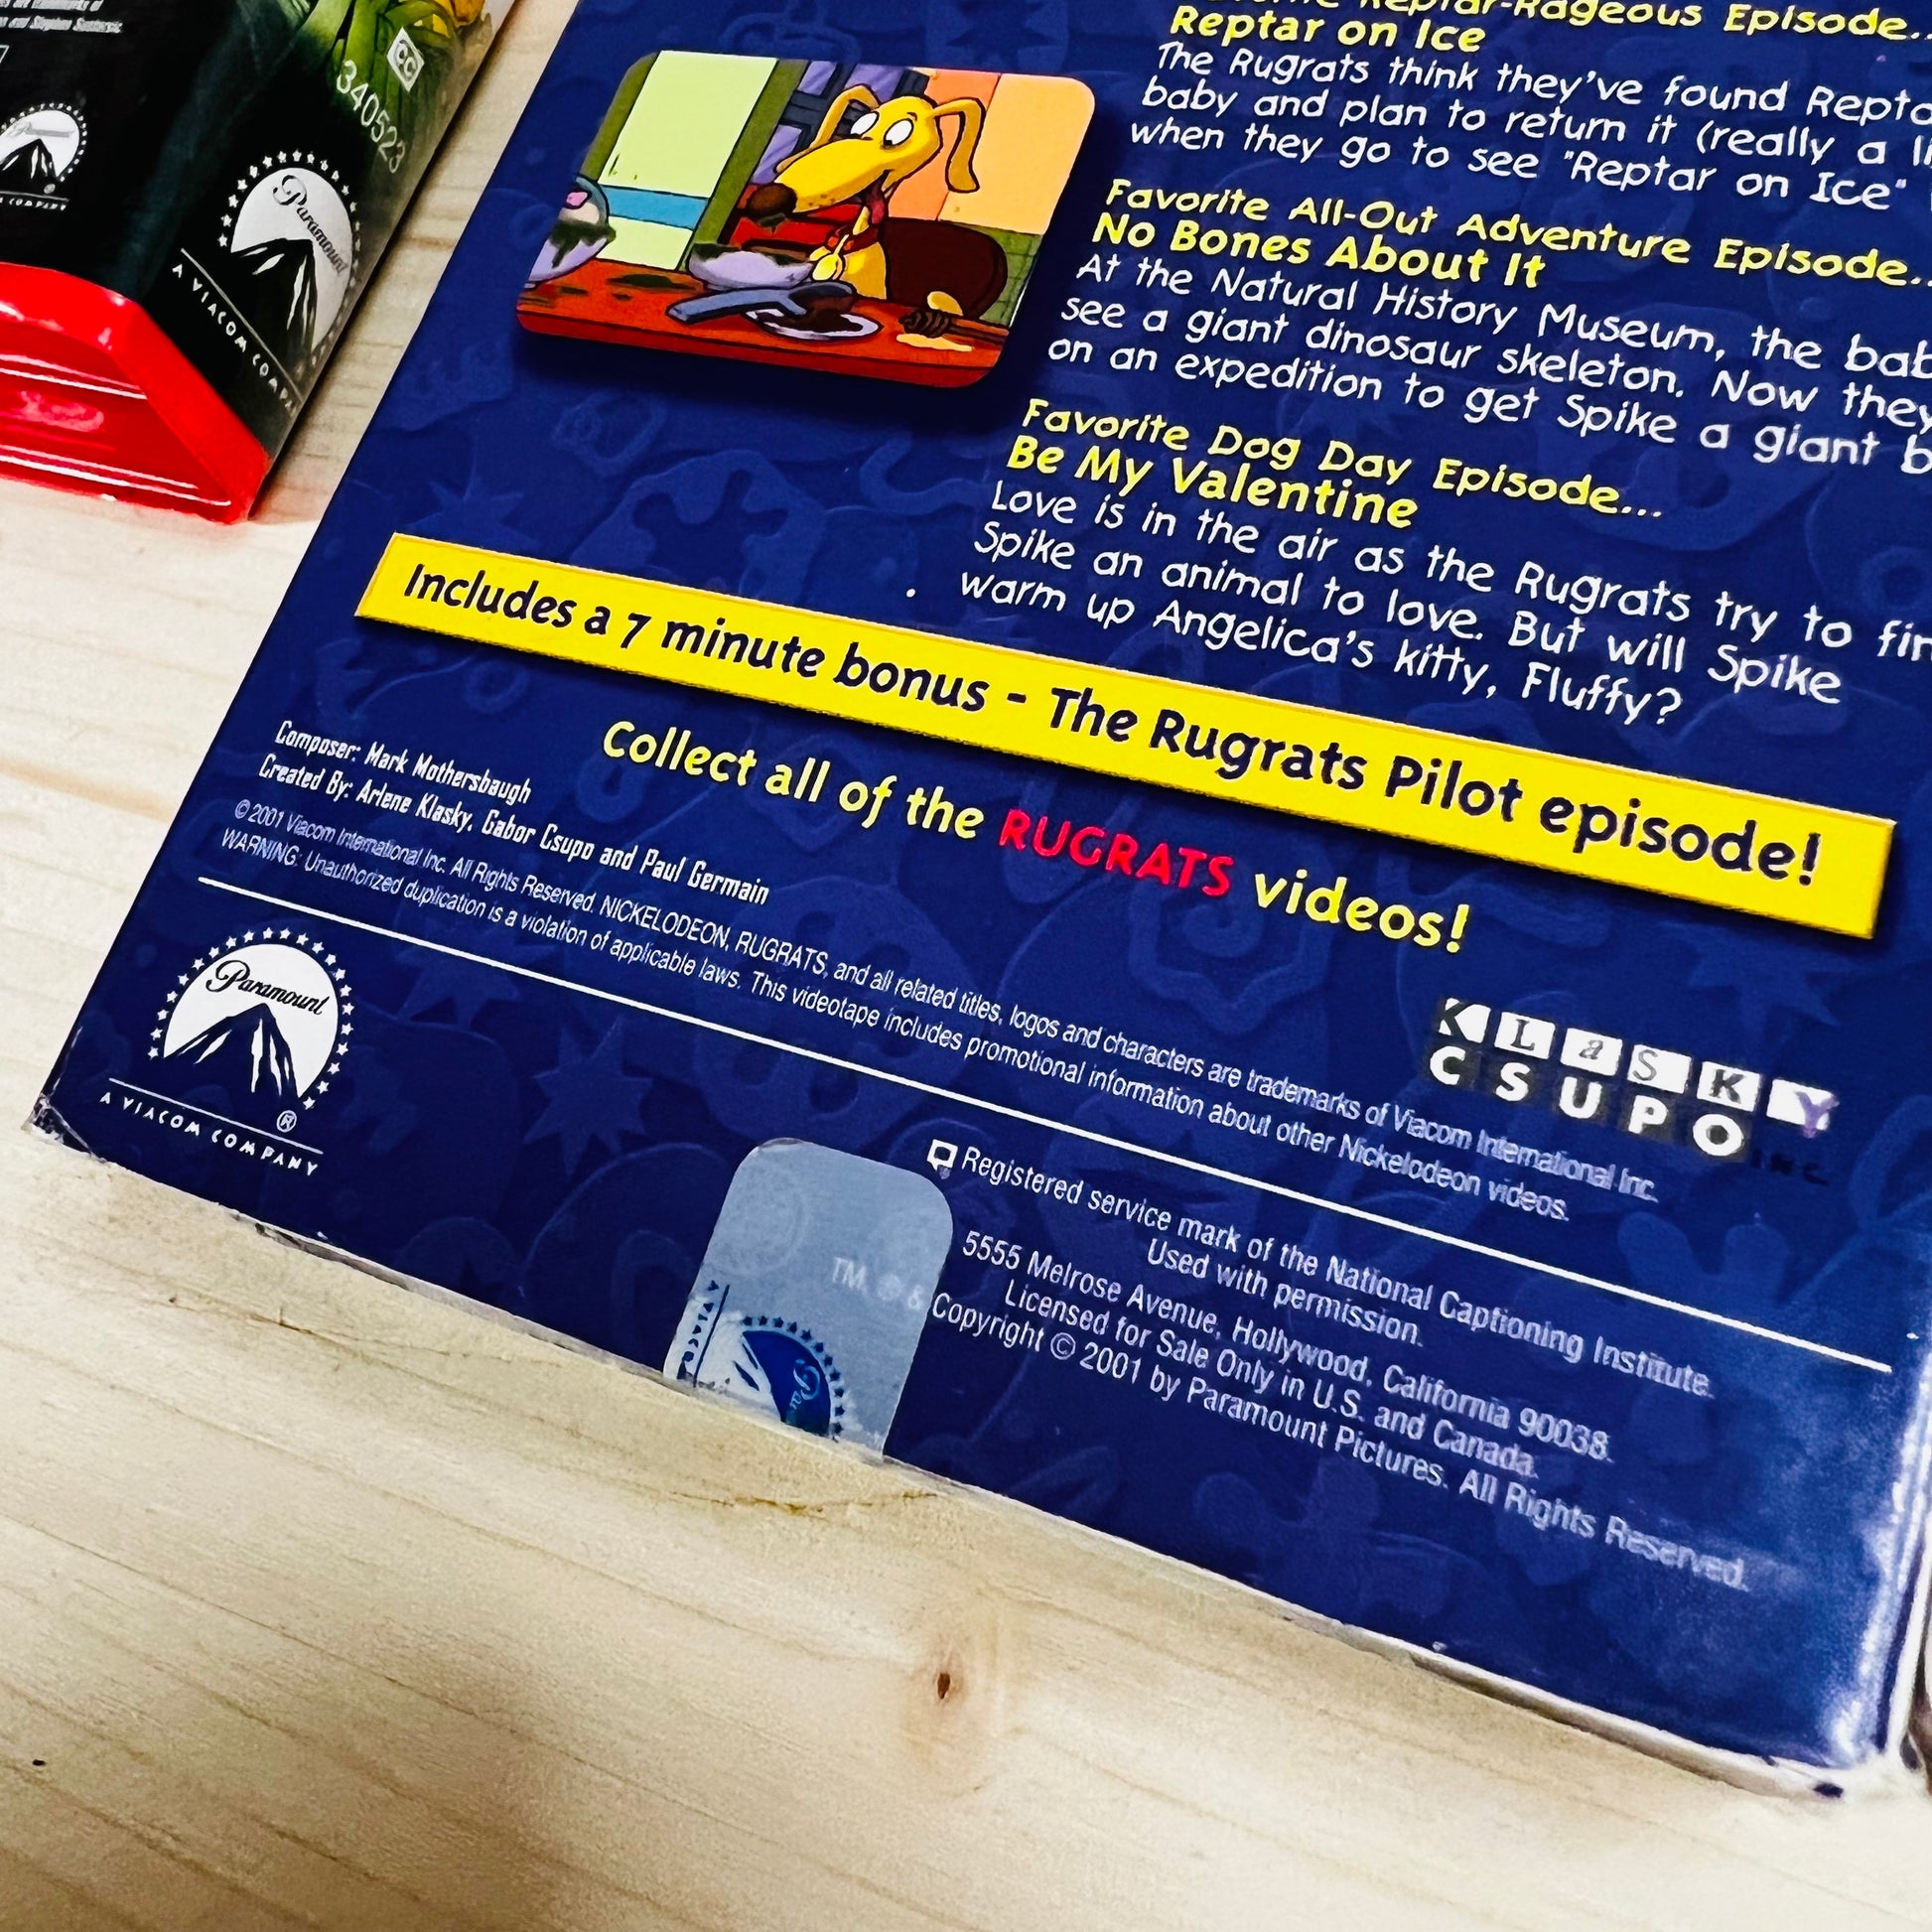 Reptar-Rageous Episode..
Reptar on Ice
The Rugrats think they've found
baby and plan to return it (really a
when they go to see "Reptar on Ice"
Favorite All-Out Adventure Episode..
No Bones About It
At the Natural History Museum, the
see a giant dinosaur skeleton. Now they
on an expedition to get Spike a giant
Favorite Dog Day Episode...
Be My Valentine
Love is in the air as the Rugrats try to
Spike an animal to love. But will Spike
warm up Angelica's kitty, Fluffy?
Includes a 7 minute bonus - The Rugrats Pilot episode!
Collect all of the RUGRATS videos!
Composer: Mark Mothersbaugh
Created By: Arlene Klasky, Gabor Csupo and Paul Germain
© 2001 Viacom International Inc. All Rights Reserved. NICKELODEON, RUGRATS, and all related titles, logos and characters are trademarks of Viacom International Inc.
WARNING: Unauthorized duplication is a violation of applicable laws. This videotape includes promotional information about other Nickelodeon videos.
KLaSKY
CSUPO INC.
Paramount
®
A VIACOM COMPANY
Registered service mark of the National Captioning Institute.
Used with permission.
5555 Melrose Avenue, Hollywood, California 90038.
Licensed for Sale Only in U.S. and Canada.
TM, ® & Copyright © 2001 by Paramount Pictures. All Rights Reserved.
CC
340523
Paramount
A VIACOM
Paramount
®
COMPANY